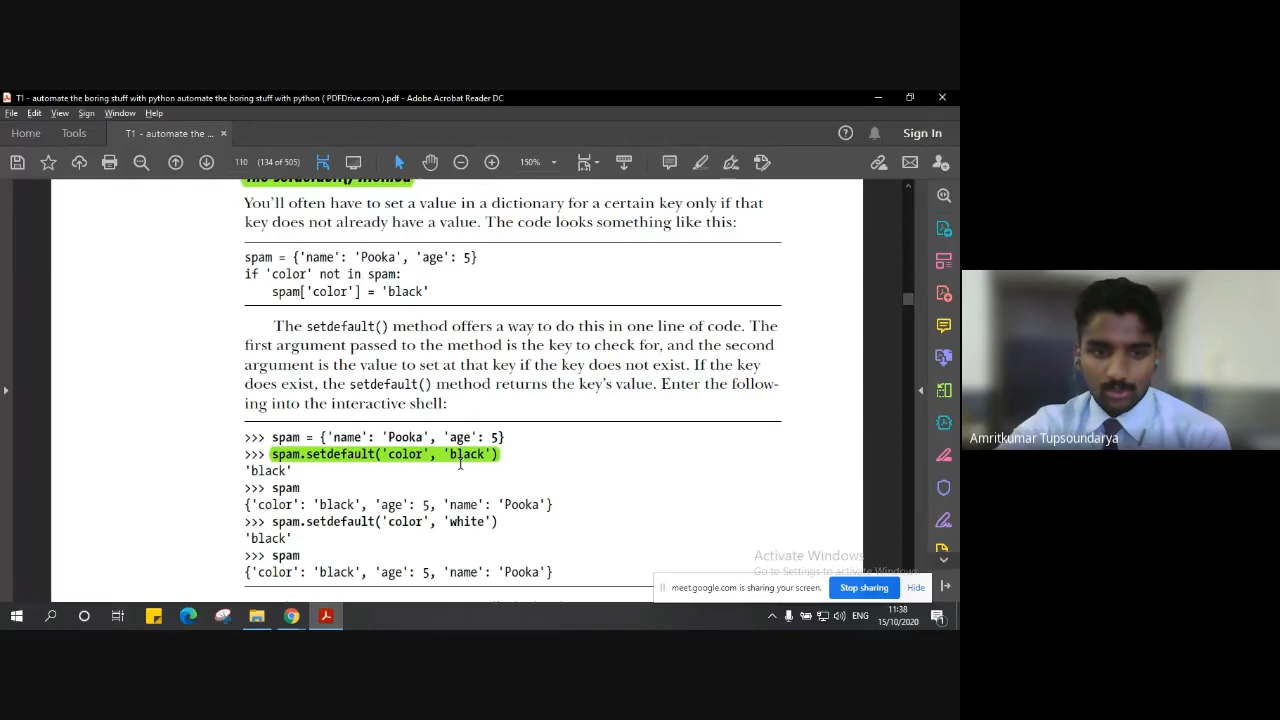 T1 - automate the boring stuff with python automate the boring stuff with python ( PDFDrive.com ).pdf - Adobe Acrobat Reader DC
File Edit View Sign Window Help
Home Tools T1 - automate the ... × Sign In
110 (134 of 505) 150%
The setdefault() Method
You'll often have to set a value in a dictionary for a certain key only if that
key does not already have a value. The code looks something like this:
spam = {'name': 'Pooka', 'age': 5}
if 'color' not in spam:
spam['color'] = 'black'
The setdefault() method offers a way to do this in one line of code. The
first argument passed to the method is the key to check for, and the second
argument is the value to set at that key if the key does not exist. If the key
does exist, the setdefault() method returns the key's value. Enter the follow-
ing into the interactive shell:
>>> spam = {'name': 'Pooka', 'age': 5}
>>> spam.setdefault('color', 'black')
'black'
>>> spam
{'color': 'black', 'age': 5, 'name': 'Pooka'}
>>> spam.setdefault('color', 'white')
'black'
>>> spam
{'color': 'black', 'age': 5, 'name': 'Pooka'}
Activate Windows
Go to Settings to activate Windows.
meet.google.com is sharing your screen. Stop sharing Hide
ENG
11:38
15/10/2020
Amritkumar Tupsoundarya